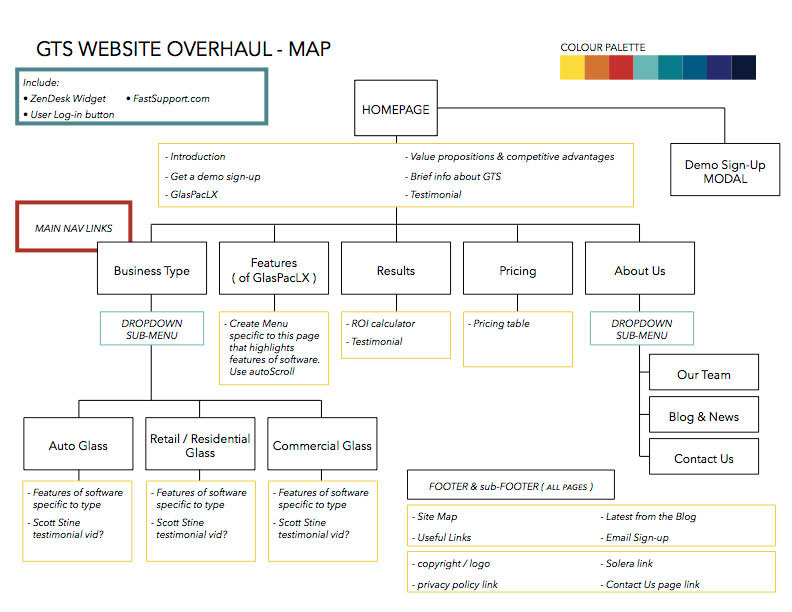 GTS WEBSITE OVERHAUL - MAP
COLOUR PALETTE
Include:
• ZenDesk Widget • FastSupport.com
• User Log-in button
HOMEPAGE
Demo Sign-Up
MODAL
- Introduction
- Get a demo sign-up
- GlasPacLX
- Value propositions & competitive advantages
- Brief info about GTS
- Testimonial
MAIN NAV LINKS
Business Type
Features
( of GlasPacLX )
Results
Pricing
About Us
DROPDOWN
SUB-MENU
- Create Menu
specific to this page
that highlights
features of software.
Use autoScroll
- ROI calculator
- Testimonial
- Pricing table
DROPDOWN
SUB-MENU
Our Team
Blog & News
Contact Us
Auto Glass
Retail / Residential
Glass
Commercial Glass
- Features of software
specific to type
- Scott Stine
testimonial vid?
- Features of software
specific to type
- Scott Stine
testimonial vid?
- Features of software
specific to type
- Scott Stine
testimonial vid?
FOOTER & sub-FOOTER ( ALL PAGES )
- Site Map
- Useful Links
- Latest from the Blog
- Email Sign-up
- copyright / logo
- privacy policy link
- Solera link
- Contact Us page link